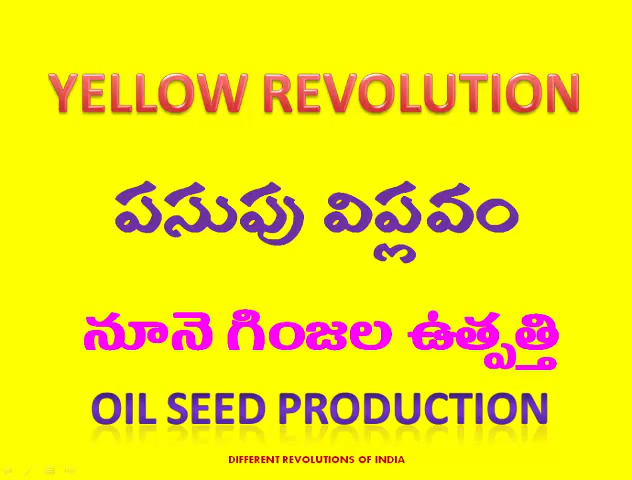 YELLOW REVOLUTION
పసుపు విప్లవం
నూనె గింజల ఉత్పత్తి
OIL SEED PRODUCTION
DIFFERENT REVOLUTIONS OF INDIA